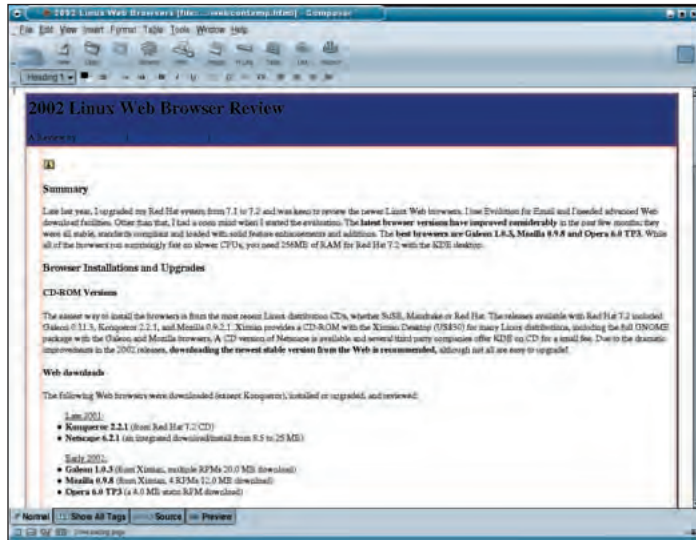 2002 Linux Web Browsers [file:... webcontemp.html] - Composer
File Edit View Insert Format Table Tools Window Help
Heading 1
2002 Linux Web Browser Review
Summary
Late last year, I upgraded my Red Hat system from 7.1 to 7.2 and was keen to review the newer Linux Web browsers. I use Evolution for Email and I needed advanced Web
download facilities. Other than that, I had a open mind when I started the evaluation. The latest browser versions have improved considerably in the past few months; they
were all stable, standards compliant and loaded with solid feature enhancements and additions. The best browsers are Galeon 1.0.3, Mozilla 0.9.8 and Opera 6.0 TP3. While
all of the browsers run surprisingly fast on slower CPUs, you need 256MB of RAM for Red Hat 7.2 with the KDE desktop.
Browser Installations and Upgrades
CD-ROM Versions
The easiest way to install the browsers is from the most recent Linux distribution CDs, whether SuSE, Mandrake or Red Hat. The releases available with Red Hat 7.2 included
Galeon 0.11.3, Konqueror 2.2.1, and Mozilla 0.9.2.1. Ximian provides a CD-ROM with the Ximian Desktop (US$30) for many Linux distributions, including the full GNOME
package with the Galeon and Mozilla browsers. A CD version of Netscape is available and several third party companies offer KDE on CD for a small fee. Due to the dramatic
improvements in the 2002 releases, downloading the newest stable version from the Web is recommended, although not all are easy to upgrade!
Web downloads
The following Web browsers were downloaded (except Konqueror), installed or upgraded, and reviewed:
Late 2001:
• Konqueror 2.2.1 (from Red Hat 7.2 CD)
• Netscape 6.2.1 (an integrated download/install from 8.5 to 25 MB)
Early 2002:
• Galeon 1.0.3 (from Ximian, multiple RPMs 20.0 MB download)
• Mozilla 0.9.8 (from Ximian, 4 RPMs 12.0 MB download)
• Opera 6.0 TP3 (a 4.0 MB static RPM download)
Normal Show All Tags Source Preview